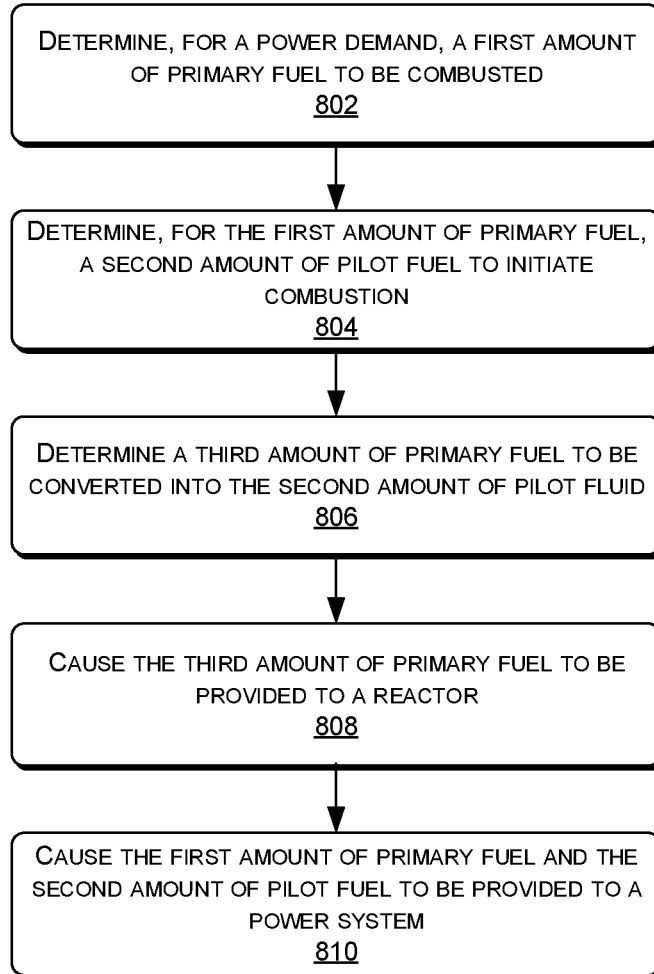 DETERMINE, FOR A POWER DEMAND, A FIRST AMOUNT
OF PRIMARY FUEL TO BE COMBUSTED
802
DETERMINE, FOR THE FIRST AMOUNT OF PRIMARY FUEL,
A SECOND AMOUNT OF PILOT FUEL TO INITIATE
COMBUSTION
804
DETERMINE A THIRD AMOUNT OF PRIMARY FUEL TO BE
CONVERTED INTO THE SECOND AMOUNT OF PILOT FLUID
806
CAUSE THE THIRD AMOUNT OF PRIMARY FUEL TO BE
PROVIDED TO A REACTOR
808
CAUSE THE FIRST AMOUNT OF PRIMARY FUEL AND THE
SECOND AMOUNT OF PILOT FUEL TO BE PROVIDED TO A
POWER SYSTEM
810